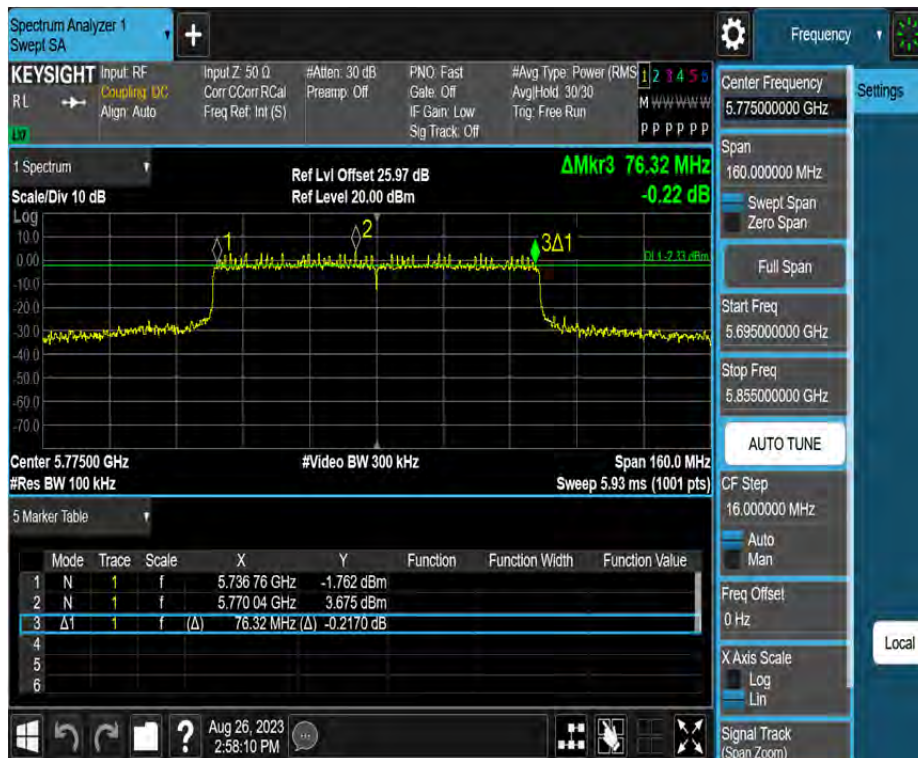 Spectrum Analyzer 1
Swept SA
+
Frequency
KEYSIGHT
RL
LXI
Input: RF
Coupling: DC
Align: Auto
Input Z: 50 Ω
Corr CCorr RCal
Freq Ref: Int (S)
#Atten: 30 dB
Preamp: Off
PNO: Fast
Gate: Off
IF Gain: Low
Sig Track: Off
#Avg Type: Power (RMS
Avg|Hold: 30/30
Trig: Free Run
1 2 3 4 5 6
M W W W W W
P P P P P P
1 Spectrum
Scale/Div 10 dB
Ref Lvl Offset 25.97 dB
Ref Level 20.00 dBm
ΔMkr3 76.32 MHz
-0.22 dB
Log
10.0
0.00
-10.0
-20.0
-30.0
-40.0
-50.0
-60.0
-70.0
1
2
3Δ1
DL1 -2.33 dBm
Center 5.77500 GHz
#Video BW 300 kHz
Span 160.0 MHz
#Res BW 100 kHz
Sweep 5.93 ms (1001 pts)
5 Marker Table
Mode Trace Scale X Y Function Function Width Function Value
1 N 1 f 5.736 76 GHz -1.762 dBm
2 N 1 f 5.770 04 GHz 3.675 dBm
3 Δ1 1 f (Δ) 76.32 MHz (Δ) -0.2170 dB
4
5
6
?
Aug 26, 2023
2:58:10 PM
Center Frequency
5.775000000 GHz
Span
160.000000 MHz
Swept Span
Zero Span
Full Span
Start Freq
5.695000000 GHz
Stop Freq
5.855000000 GHz
AUTO TUNE
CF Step
16.000000 MHz
Auto
Man
Freq Offset
0 Hz
X Axis Scale
Log
Lin
Signal Track
(Span Zoom)
Settings
Local